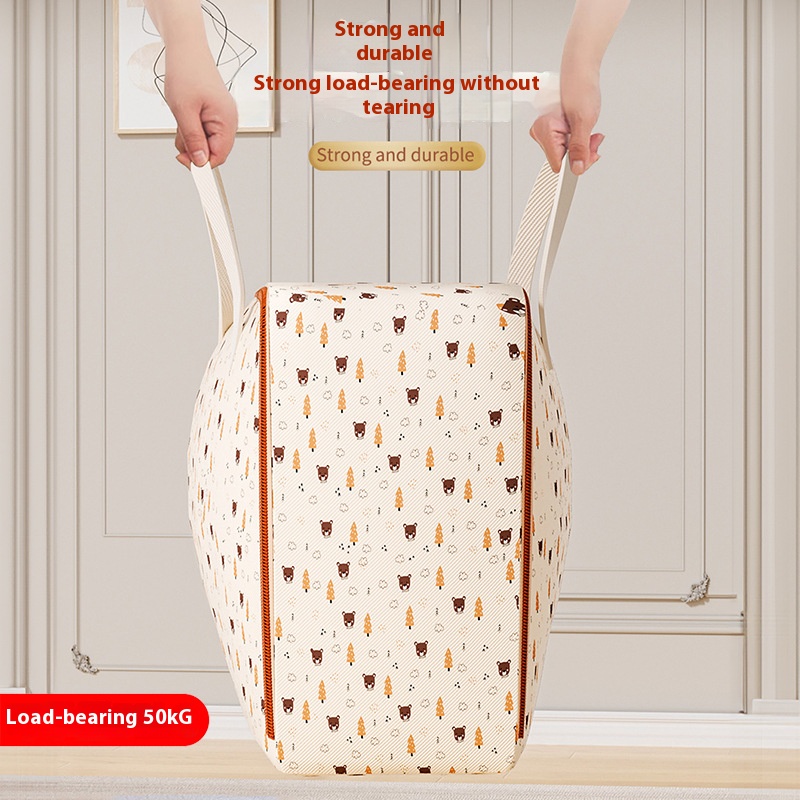 Strong and
durable
Strong load-bearing without
tearing
Strong and durable
Load-bearing 50kG